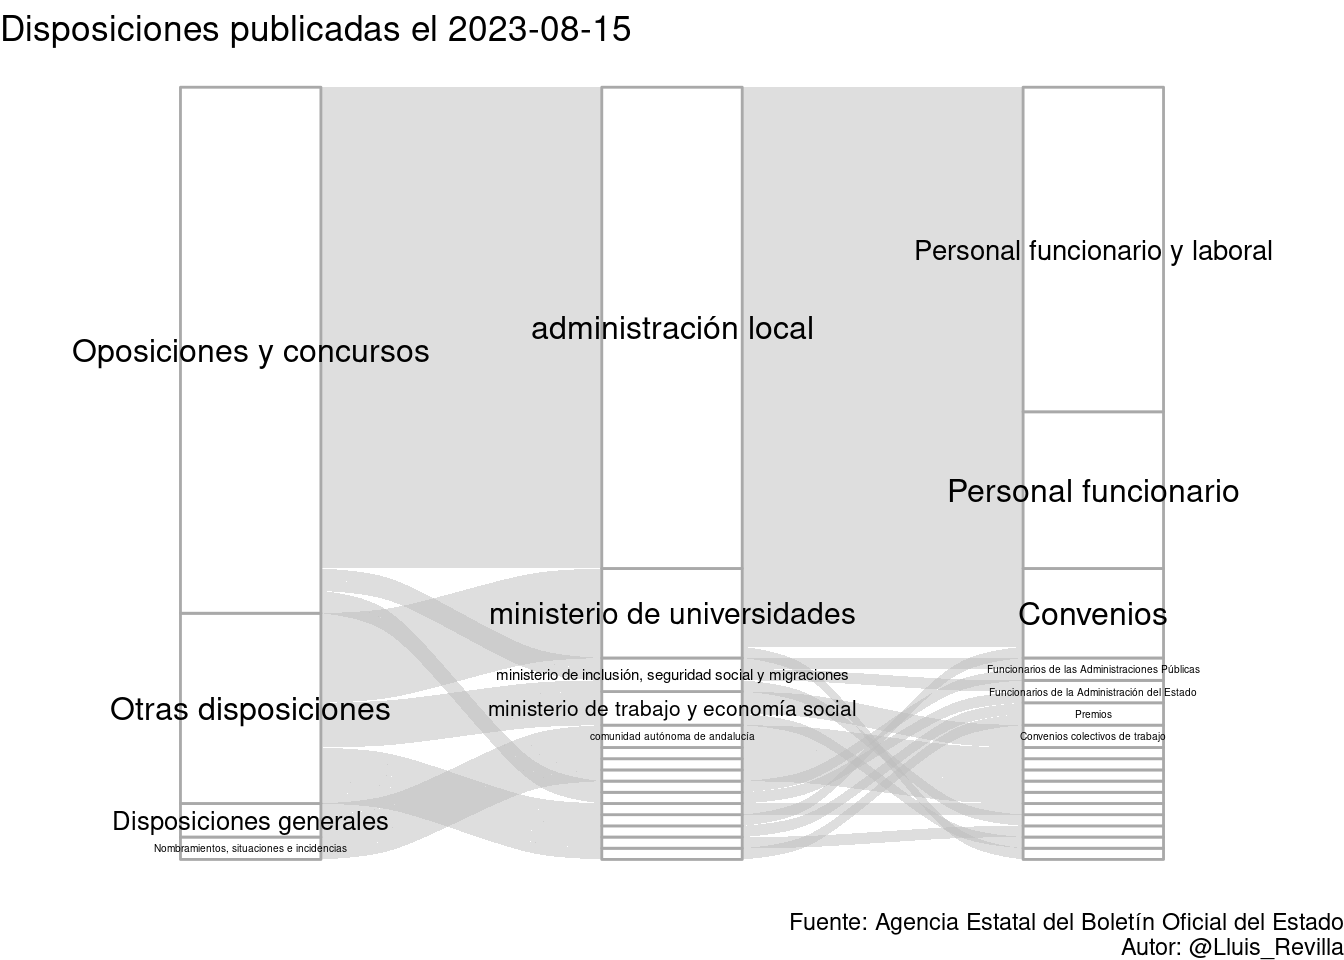 Disposiciones publicadas el 2023-08-15
Oposiciones y concursos
Otras disposiciones
Disposiciones generales
Nombramientos, situaciones e incidencias
administración local
ministerio de universidades
ministerio de inclusión, seguridad social y migraciones
ministerio de trabajo y economía social
comunidad autónoma de andalucía
Personal funcionario y laboral
Personal funcionario
Convenios
Funcionarios de las Administraciones Públicas
Funcionarios de la Administración del Estado
Premios
Convenios colectivos de trabajo
Fuente: Agencia Estatal del Boletín Oficial del Estado
Autor: @Lluis_Revilla